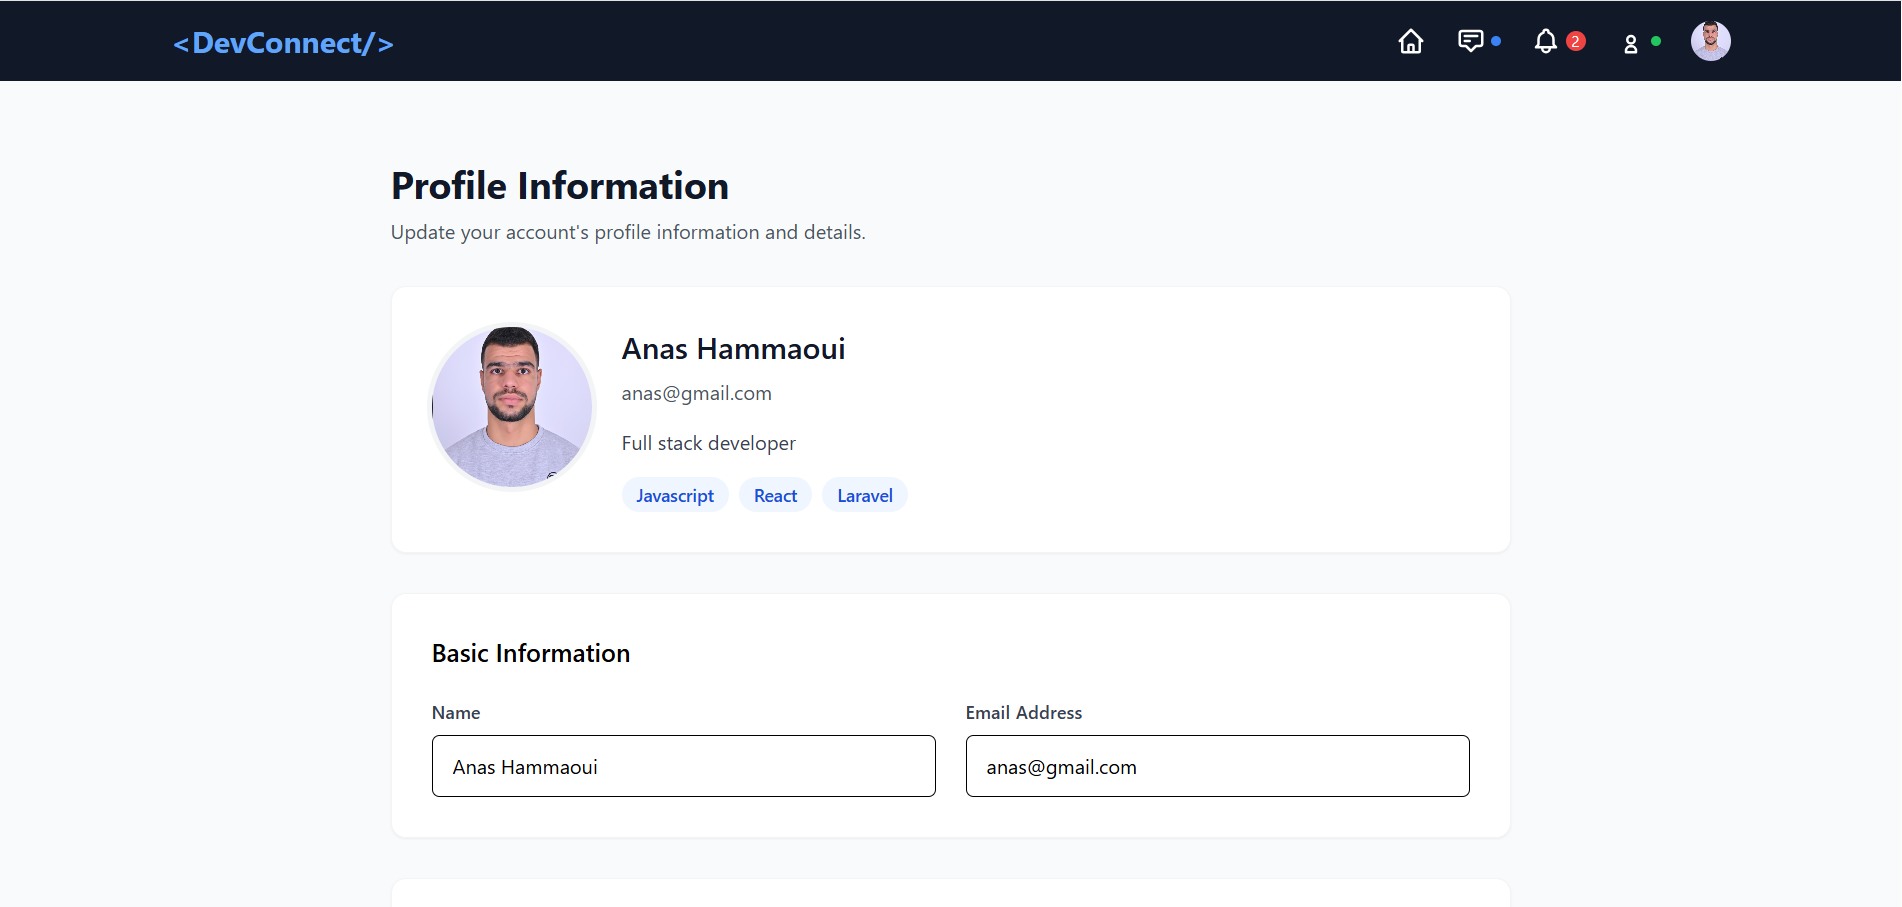 <DevConnect/>
2
Profile Information
Update your account's profile information and details.
Anas Hammaoui
anas@gmail.com
Full stack developer
Javascript React Laravel
Basic Information
Name Email Address
Anas Hammaoui anas@gmail.com